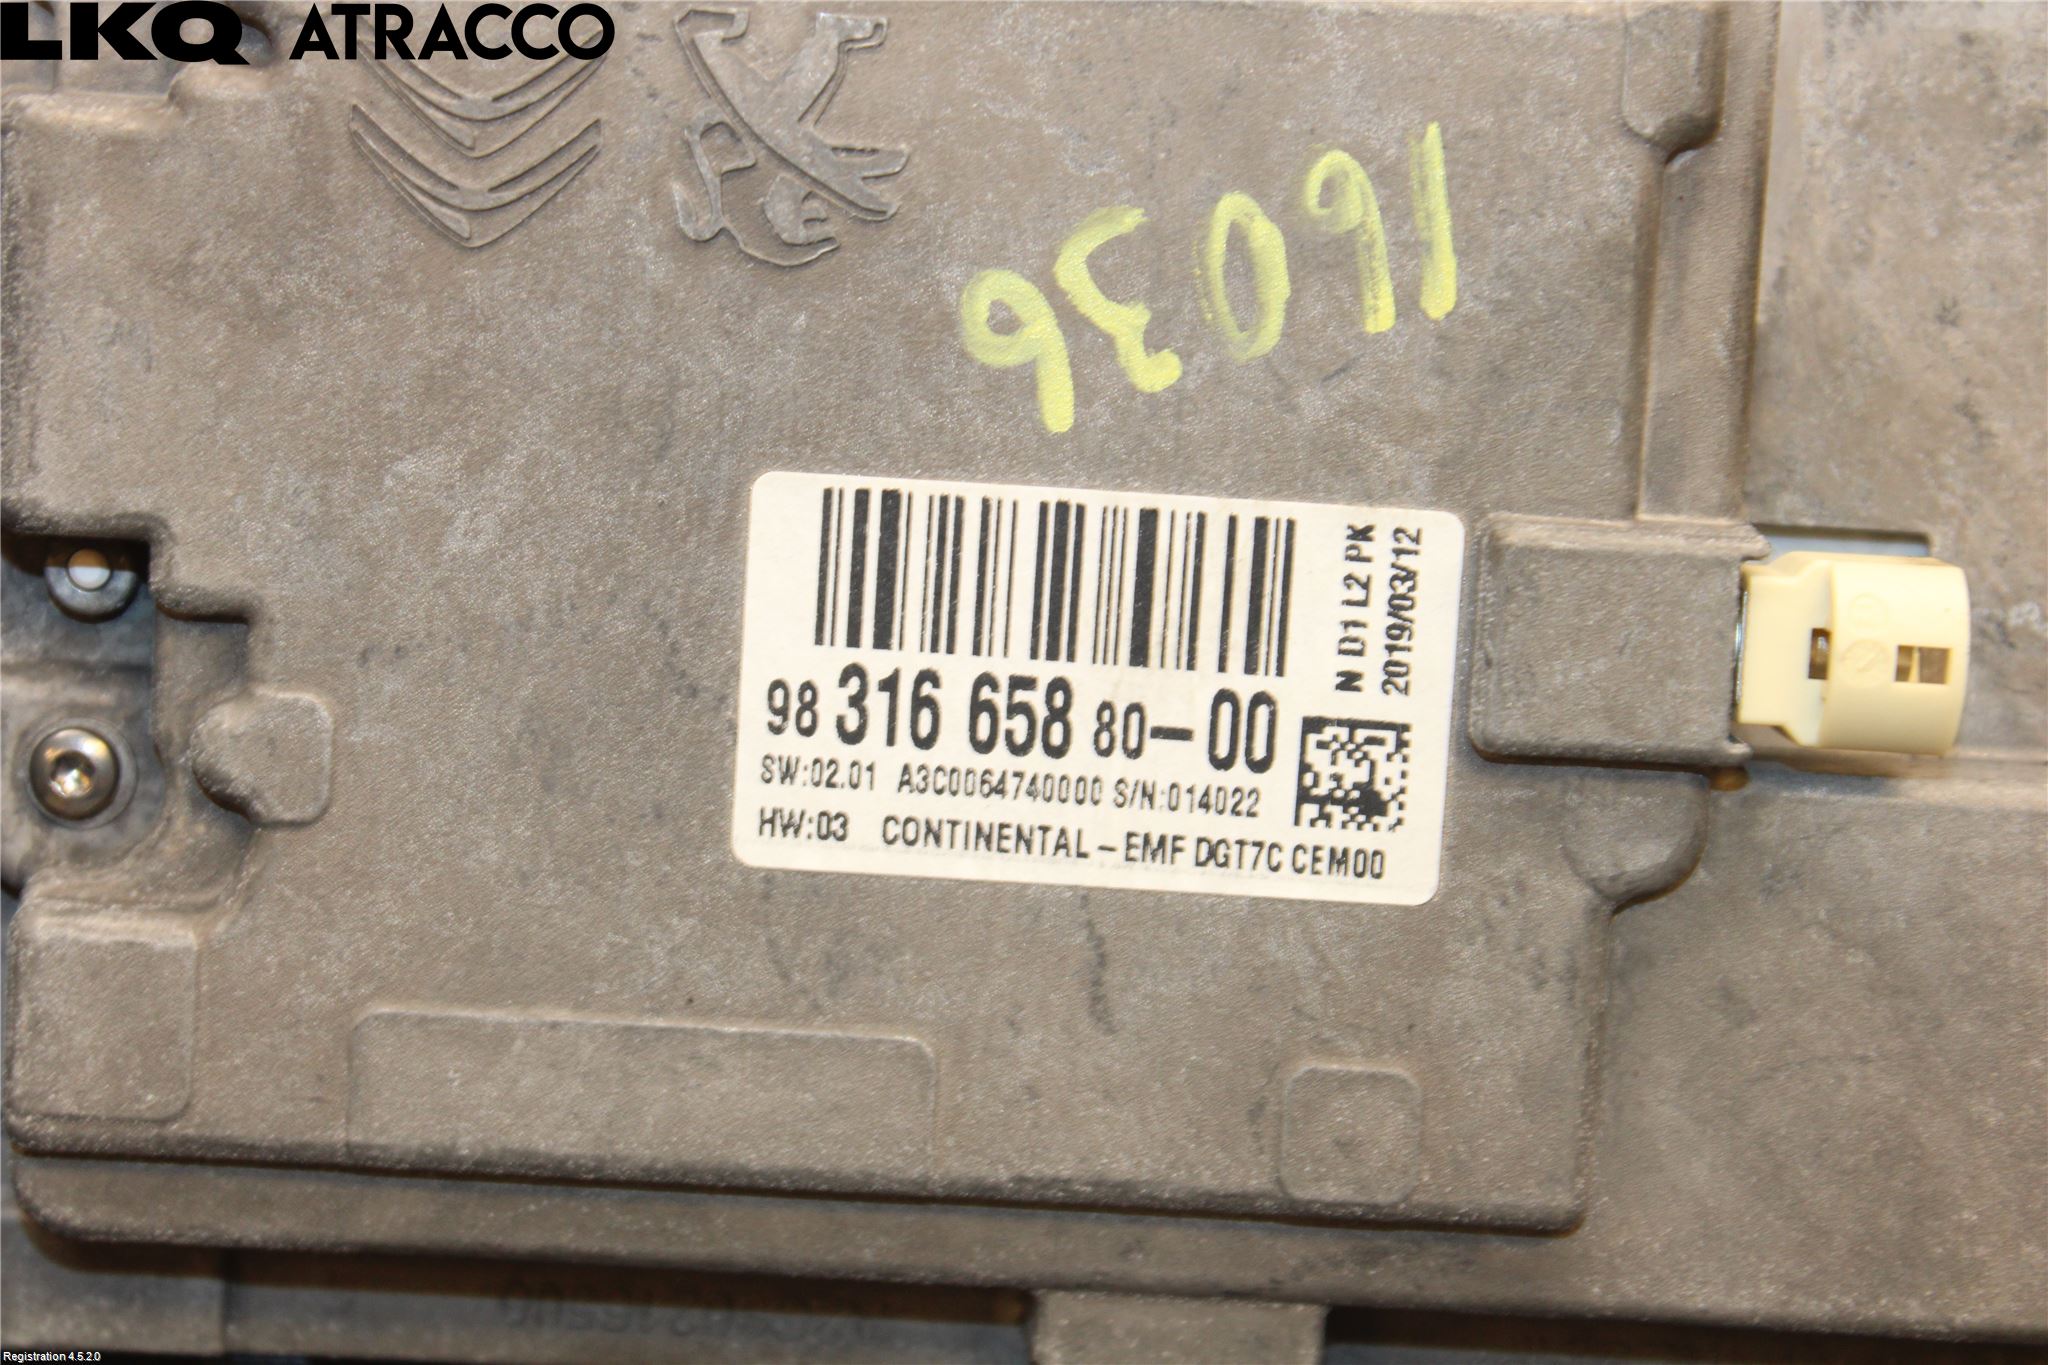 LKQ ATRACCO
16036
N D1 L2 PK
2019/03/12
98 316 658 80-00
SW:02.01 A3C0064740000 S/N:014022
HW:03 CONTINENTAL - EMF DGT7C CEM00
Registration 4.5.2.0